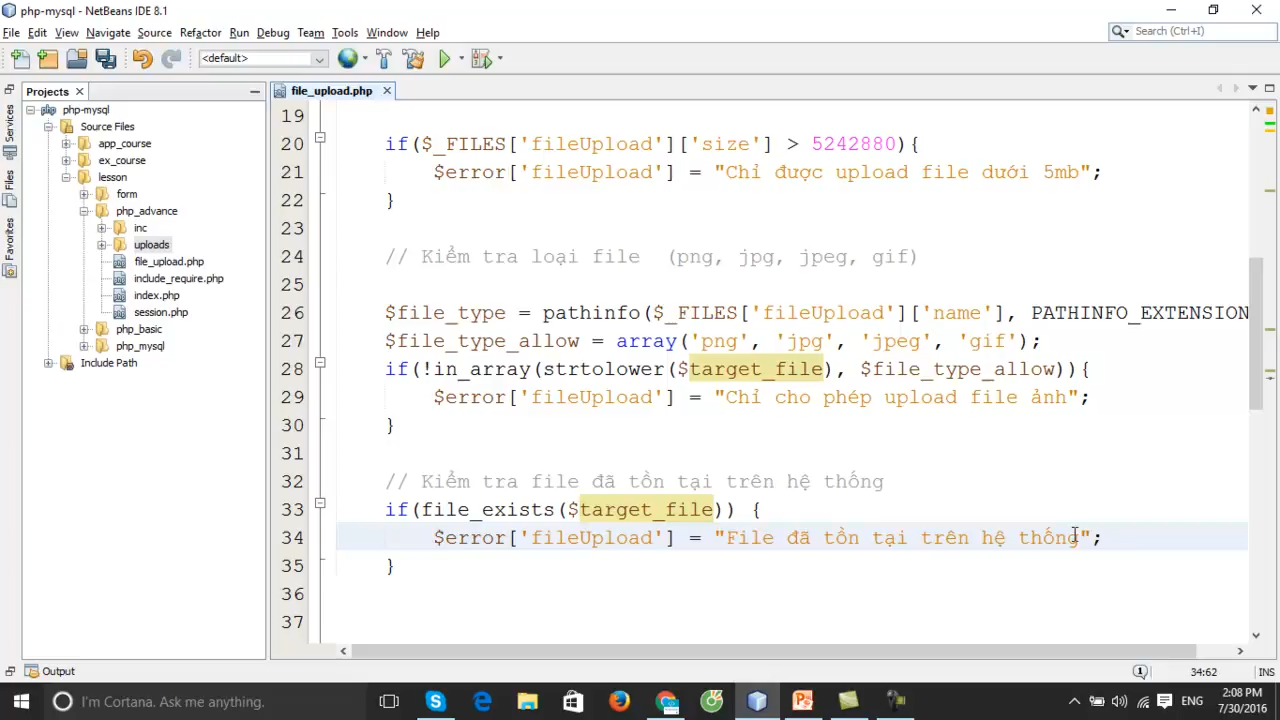 php-mysql - NetBeans IDE 8.1
File Edit View Navigate Source Refactor Run Debug Team Tools Window Help
Search (Ctrl+I)
<default>
Projects
file_upload.php
Services
Files
Favorites
php-mysql
Source Files
app_course
ex_course
lesson
form
php_advance
inc
uploads
file_upload.php
include_require.php
index.php
session.php
php_basic
php_mysql
Include Path
19
20 if($_FILES['fileUpload']['size'] > 5242880){
21 $error['fileUpload'] = "Chỉ được upload file dưới 5mb";
22 }
23
24 // Kiểm tra loại file (png, jpg, jpeg, gif)
25
26 $file_type = pathinfo($_FILES['fileUpload']['name'], PATHINFO_EXTENSION
27 $file_type_allow = array('png', 'jpg', 'jpeg', 'gif');
28 if(!in_array(strtolower($target_file), $file_type_allow)){
29 $error['fileUpload'] = "Chỉ cho phép upload file ảnh";
30 }
31
32 // Kiểm tra file đã tồn tại trên hệ thống
33 if(file_exists($target_file)) {
34 $error['fileUpload'] = "File đã tồn tại trên hệ thống";
35 }
36
37
Output
1
34:62
INS
I'm Cortana. Ask me anything.
ENG
2:08 PM
7/30/2016